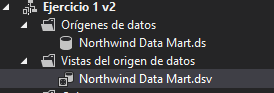 Ejercicio 1 v2
Orígenes de datos
Northwind Data Mart.ds
Vistas del origen de datos
Northwind Data Mart.dsv